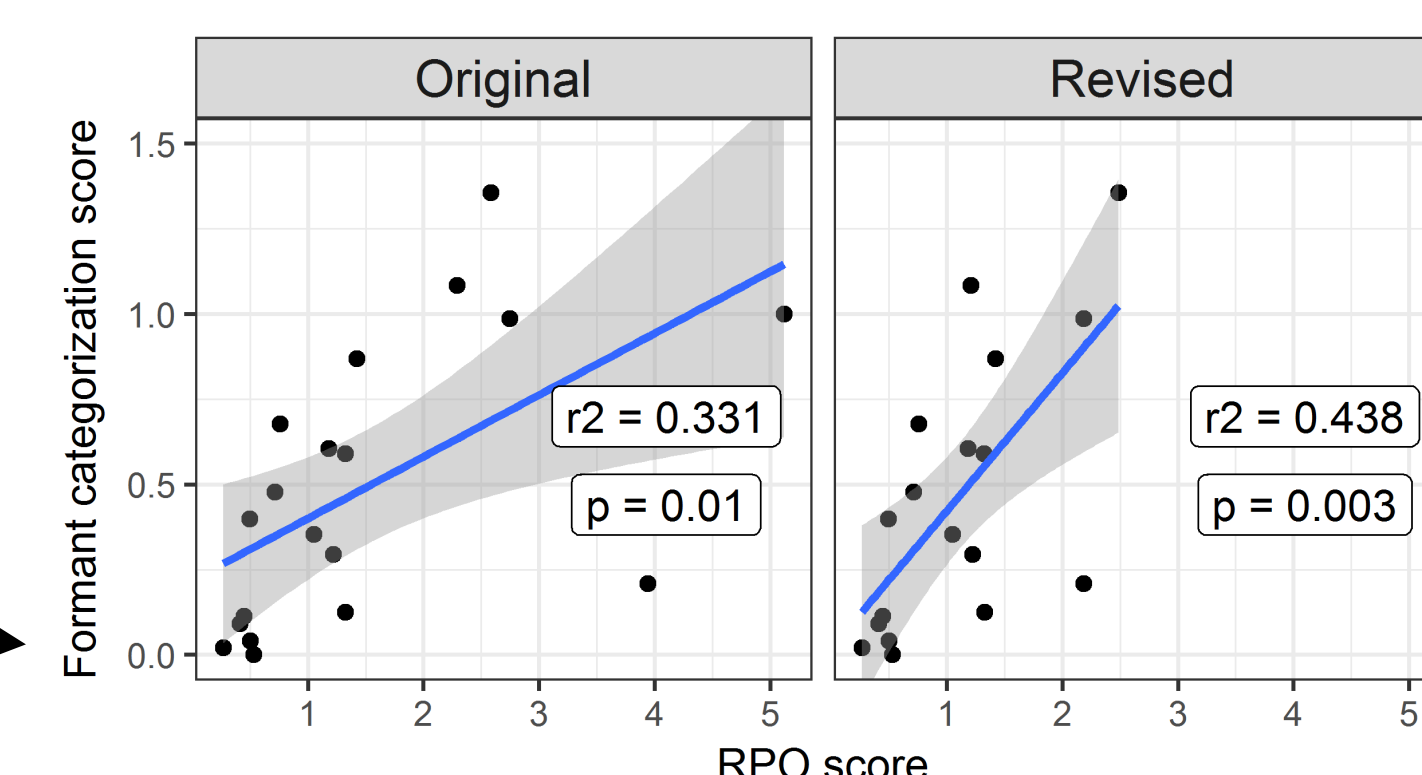 Original
Revised
Formant categorization score
1.5
1.0
0.5
0.0
r2 = 0.331
p = 0.01
r2 = 0.438
p = 0.003
1 2 3 4 5
1 2 3 4 5
RPO score